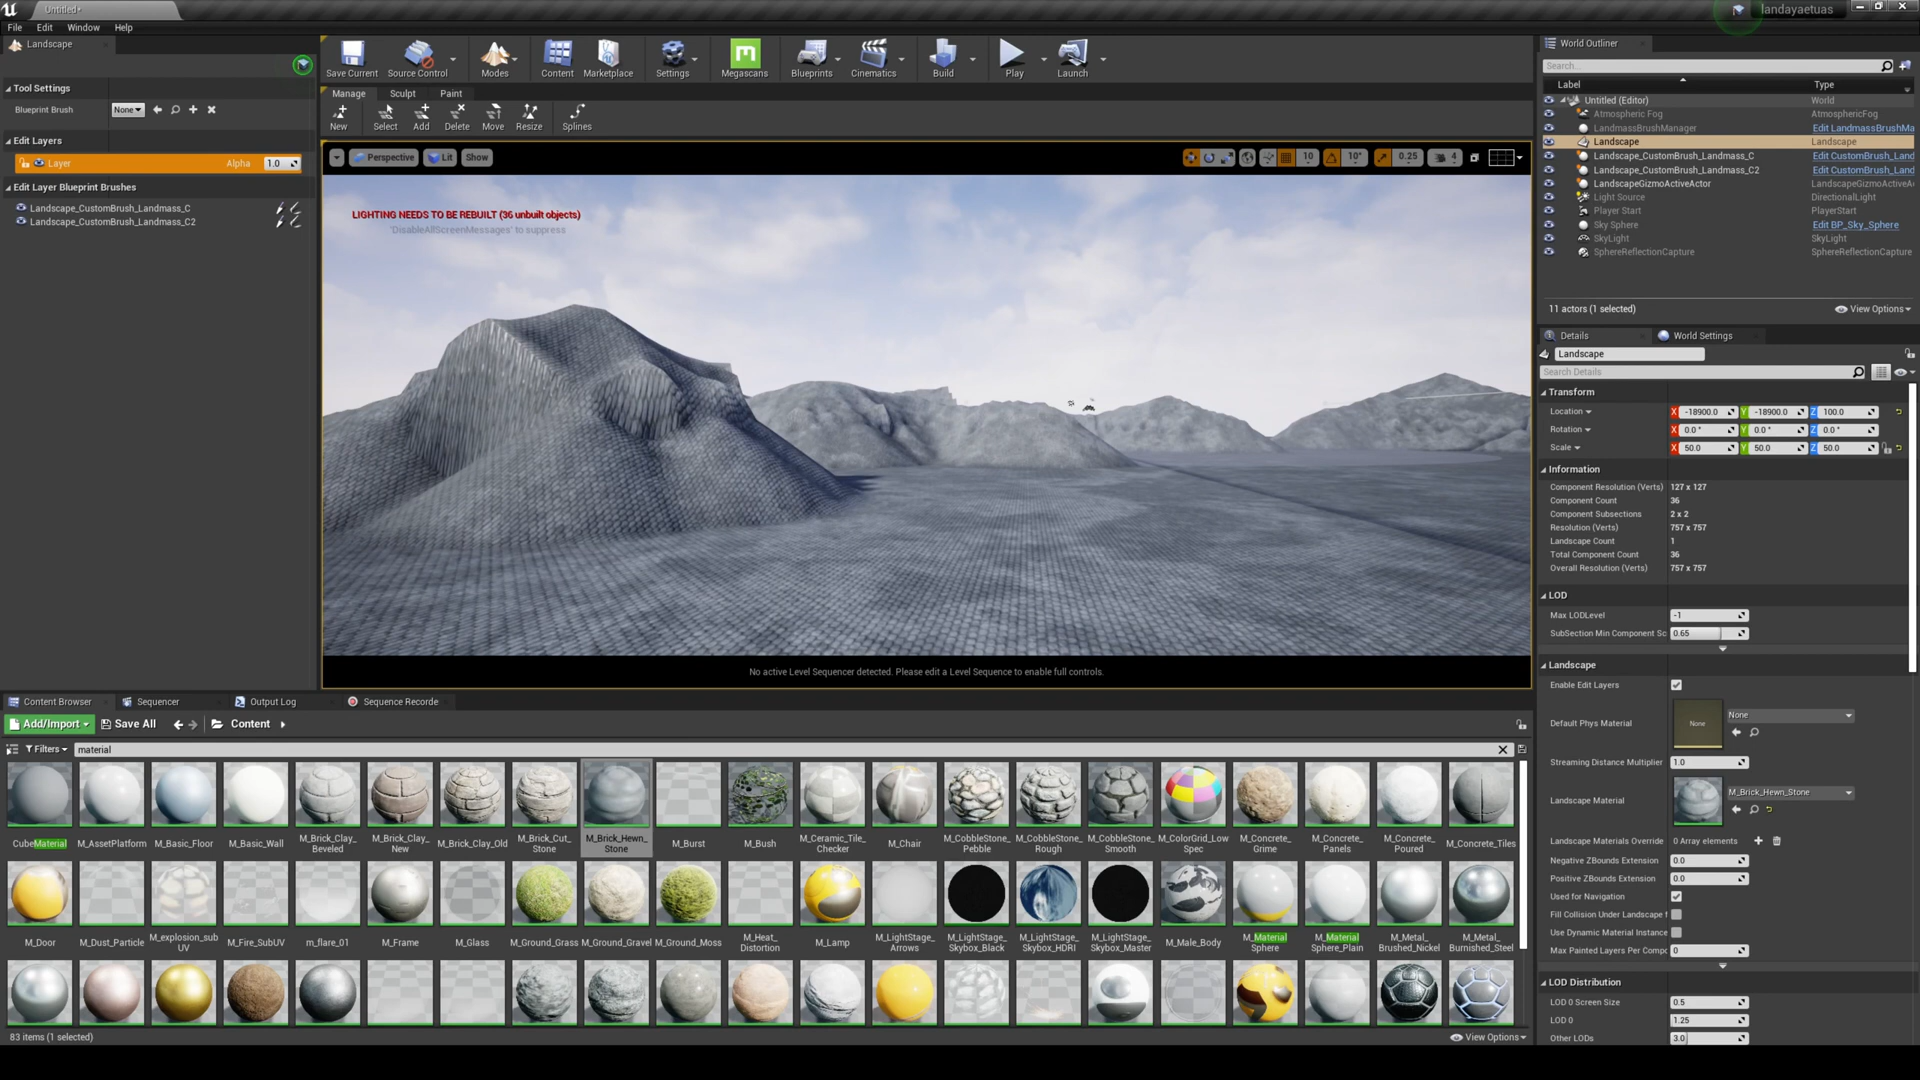 Untitled*
landayaetuas
File Edit Window Help
Landscape
Tool Settings
Blueprint Brush None
Edit Layers
Layer Alpha 1.0
Edit Layer Blueprint Brushes
Landscape_CustomBrush_Landmass_C
Landscape_CustomBrush_Landmass_C2
Save Current Source Control Modes Content Marketplace Settings Megascans Blueprints Cinematics Build Play Launch
Manage Sculpt Paint
New Select Add Delete Move Resize Splines
Perspective Lit Show 10 10° 0.25 4
LIGHTING NEEDS TO BE REBUILT (36 unbuilt objects)
'DisableAllScreenMessages' to suppress
No active Level Sequencer detected. Please edit a Level Sequence to enable full controls.
World Outliner
Search...
Label Type
Untitled (Editor) World
Atmospheric Fog AtmosphericFog
LandmassBrushManager Edit LandmassBrushMa
Landscape Landscape
Landscape_CustomBrush_Landmass_C Edit CustomBrush_Land
Landscape_CustomBrush_Landmass_C2 Edit CustomBrush_Land
LandscapeGizmoActiveActor LandscapeGizmoActiveA
Light Source DirectionalLight
Player Start PlayerStart
Sky Sphere Edit BP_Sky_Sphere
SkyLight SkyLight
SphereReflectionCapture SphereReflectionCapture
11 actors (1 selected) View Options
Details World Settings
Landscape
Search Details
Transform
Location X -18900.0 Y -18900.0 Z 100.0
Rotation X 0.0° Y 0.0° Z 0.0°
Scale X 50.0 Y 50.0 Z 50.0
Information
Component Resolution (Verts) 127 x 127
Component Count 36
Component Subsections 2 x 2
Resolution (Verts) 757 x 757
Landscape Count 1
Total Component Count 36
Overall Resolution (Verts) 757 x 757
LOD
Max LODLevel -1
SubSection Min Component Sc 0.65
Landscape
Enable Edit Layers
Default Phys Material None None
Streaming Distance Multiplier 1.0
Landscape Material M_Brick_Hewn_Stone
Landscape Materials Override 0 Array elements
Negative ZBounds Extension 0.0
Positive ZBounds Extension 0.0
Used for Navigation
Fill Collision Under Landscape f
Use Dynamic Material Instance
Max Painted Layers Per Compo 0
LOD Distribution
LOD 0 Screen Size 0.5
LOD 0 1.25
Other LODs 3.0
Content Browser Sequencer Output Log Sequence Recorde
Add/Import Save All Content
Filters material
CubeMaterial M_AssetPlatform M_Basic_Floor M_Basic_Wall M_Brick_Clay_Beveled M_Brick_Clay_New M_Brick_Clay_Old M_Brick_Cut_Stone M_Brick_Hewn_Stone M_Burst M_Bush M_Ceramic_Tile_Checker M_Chair M_CobbleStone_Pebble M_CobbleStone_Rough M_CobbleStone_Smooth M_ColorGrid_LowSpec M_Concrete_Grime M_Concrete_Panels M_Concrete_Poured M_Concrete_Tiles
M_Door M_Dust_Particle M_explosion_subUV M_Fire_SubUV m_flare_01 M_Frame M_Glass M_Ground_Grass M_Ground_Gravel M_Ground_Moss M_Heat_Distortion M_Lamp M_LightStage_Arrows M_LightStage_Skybox_Black M_LightStage_Skybox_HDRI M_LightStage_Skybox_Master M_Male_Body M_MaterialSphere M_MaterialSphere_Plain M_Metal_Brushed_Nickel M_Metal_Burnished_Steel
83 items (1 selected) View Options